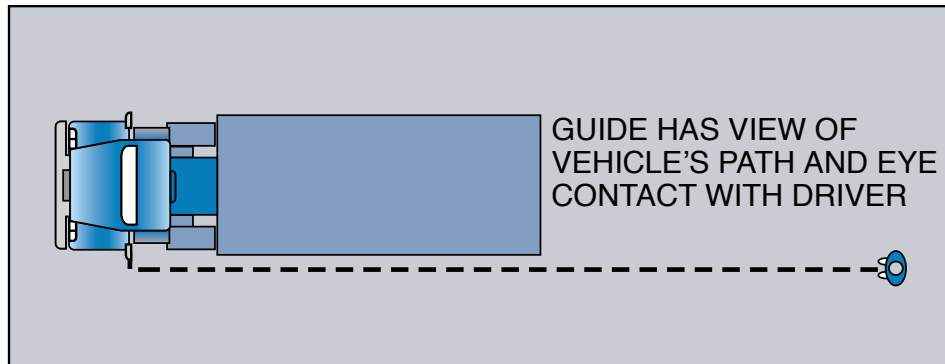 GUIDE HAS VIEW OF
VEHICLE’S PATH AND EYE
CONTACT WITH DRIVER